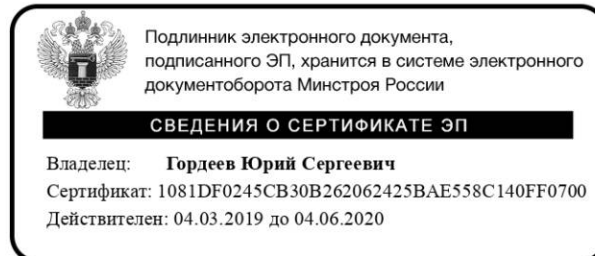 Подлинник электронного документа,
подписанного ЭП, хранится в системе электронного
документоборота Минстроя России
СВЕДЕНИЯ О СЕРТИФИКАТЕ ЭП
Владелец: Гордеев Юрий Сергеевич
Сертификат: 1081DF0245CB30B262062425BAE558C140FF0700
Действителен: 04.03.2019 до 04.06.2020